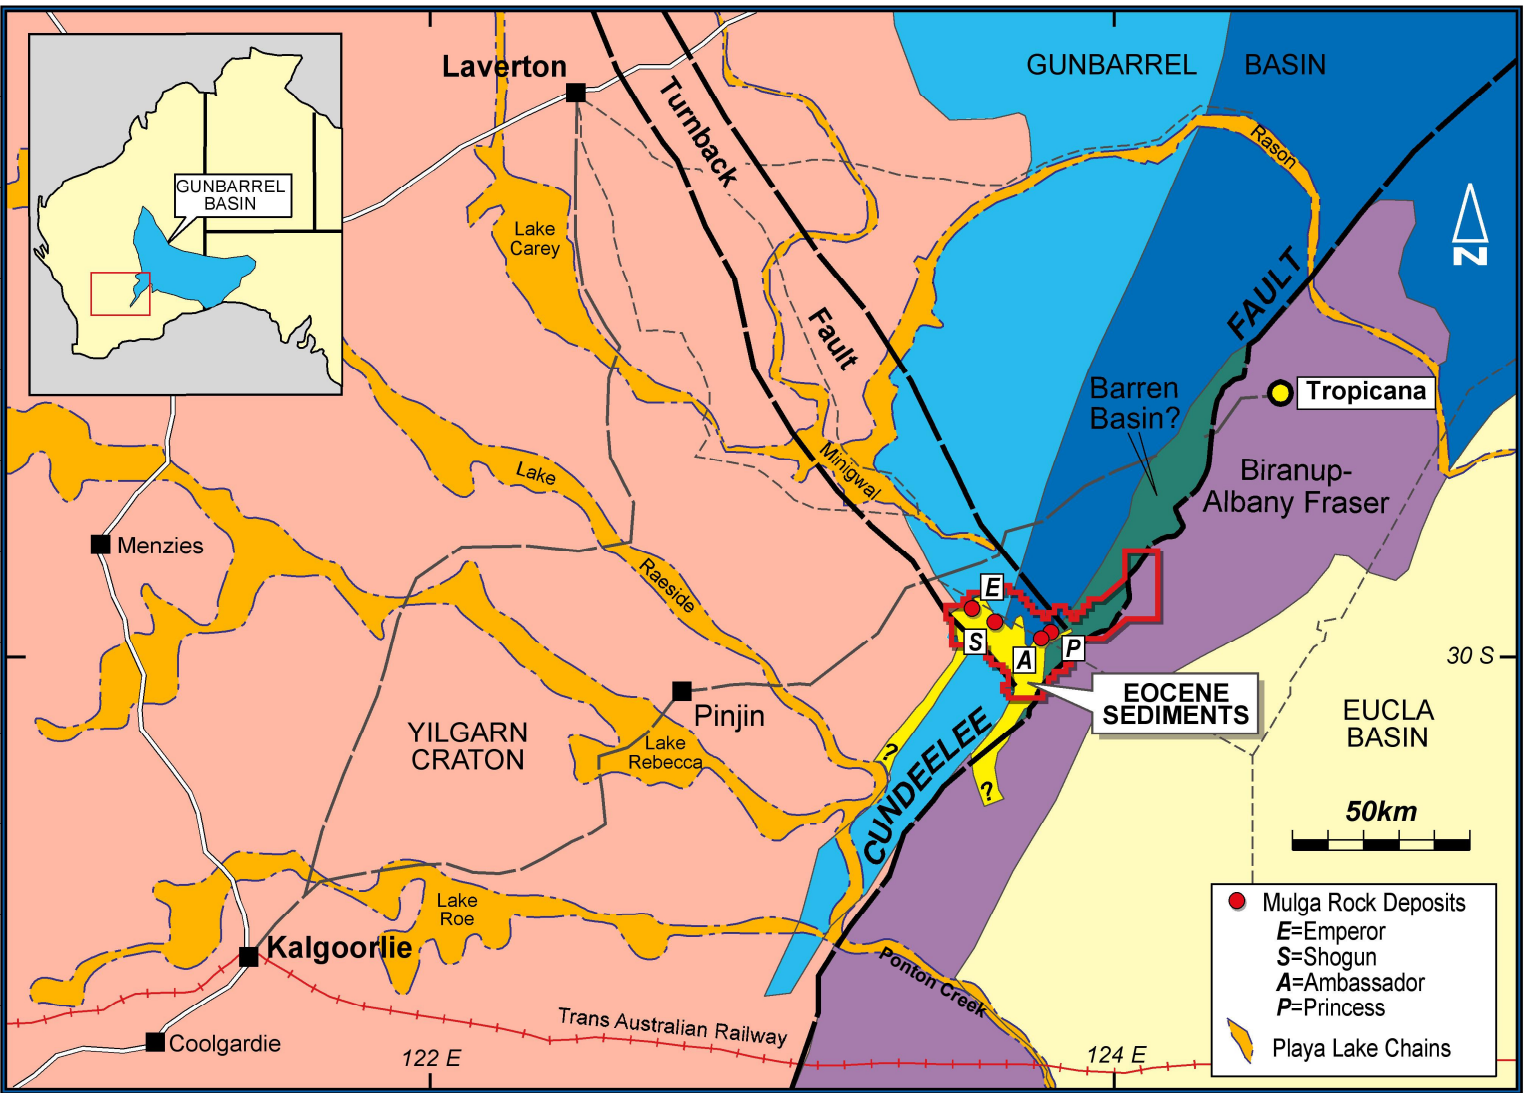 Laverton
GUNBARREL BASIN
Turnback
Rason
GUNBARREL
BASIN
Lake
Carey
N
FAULT
Fault
Barren
Basin?
Tropicana
Minigwal
Lake
Biranup-
Albany Fraser
Menzies
Raeside
E
S
A
P
30 S
EOCENE
SEDIMENTS
Pinjin
YILGARN
CRATON
Lake
Rebecca
?
?
CUNDEELEE
EUCLA
BASIN
50km
Lake
Roe
Kalgoorlie
Ponton Creek
Trans Australian Railway
Coolgardie
122 E
124 E
Mulga Rock Deposits
E=Emperor
S=Shogun
A=Ambassador
P=Princess
Playa Lake Chains